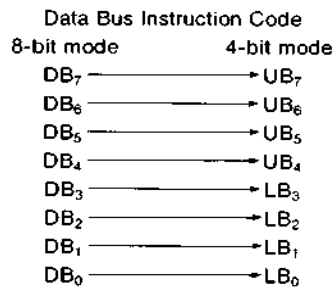 Data Bus Instruction Code
8-bit mode 4-bit mode
DB₇ UB₇
DB₆ UB₆
DB₅ UB₅
DB₄ UB₄
DB₃ LB₃
DB₂ LB₂
DB₁ LB₁
DB₀ LB₀